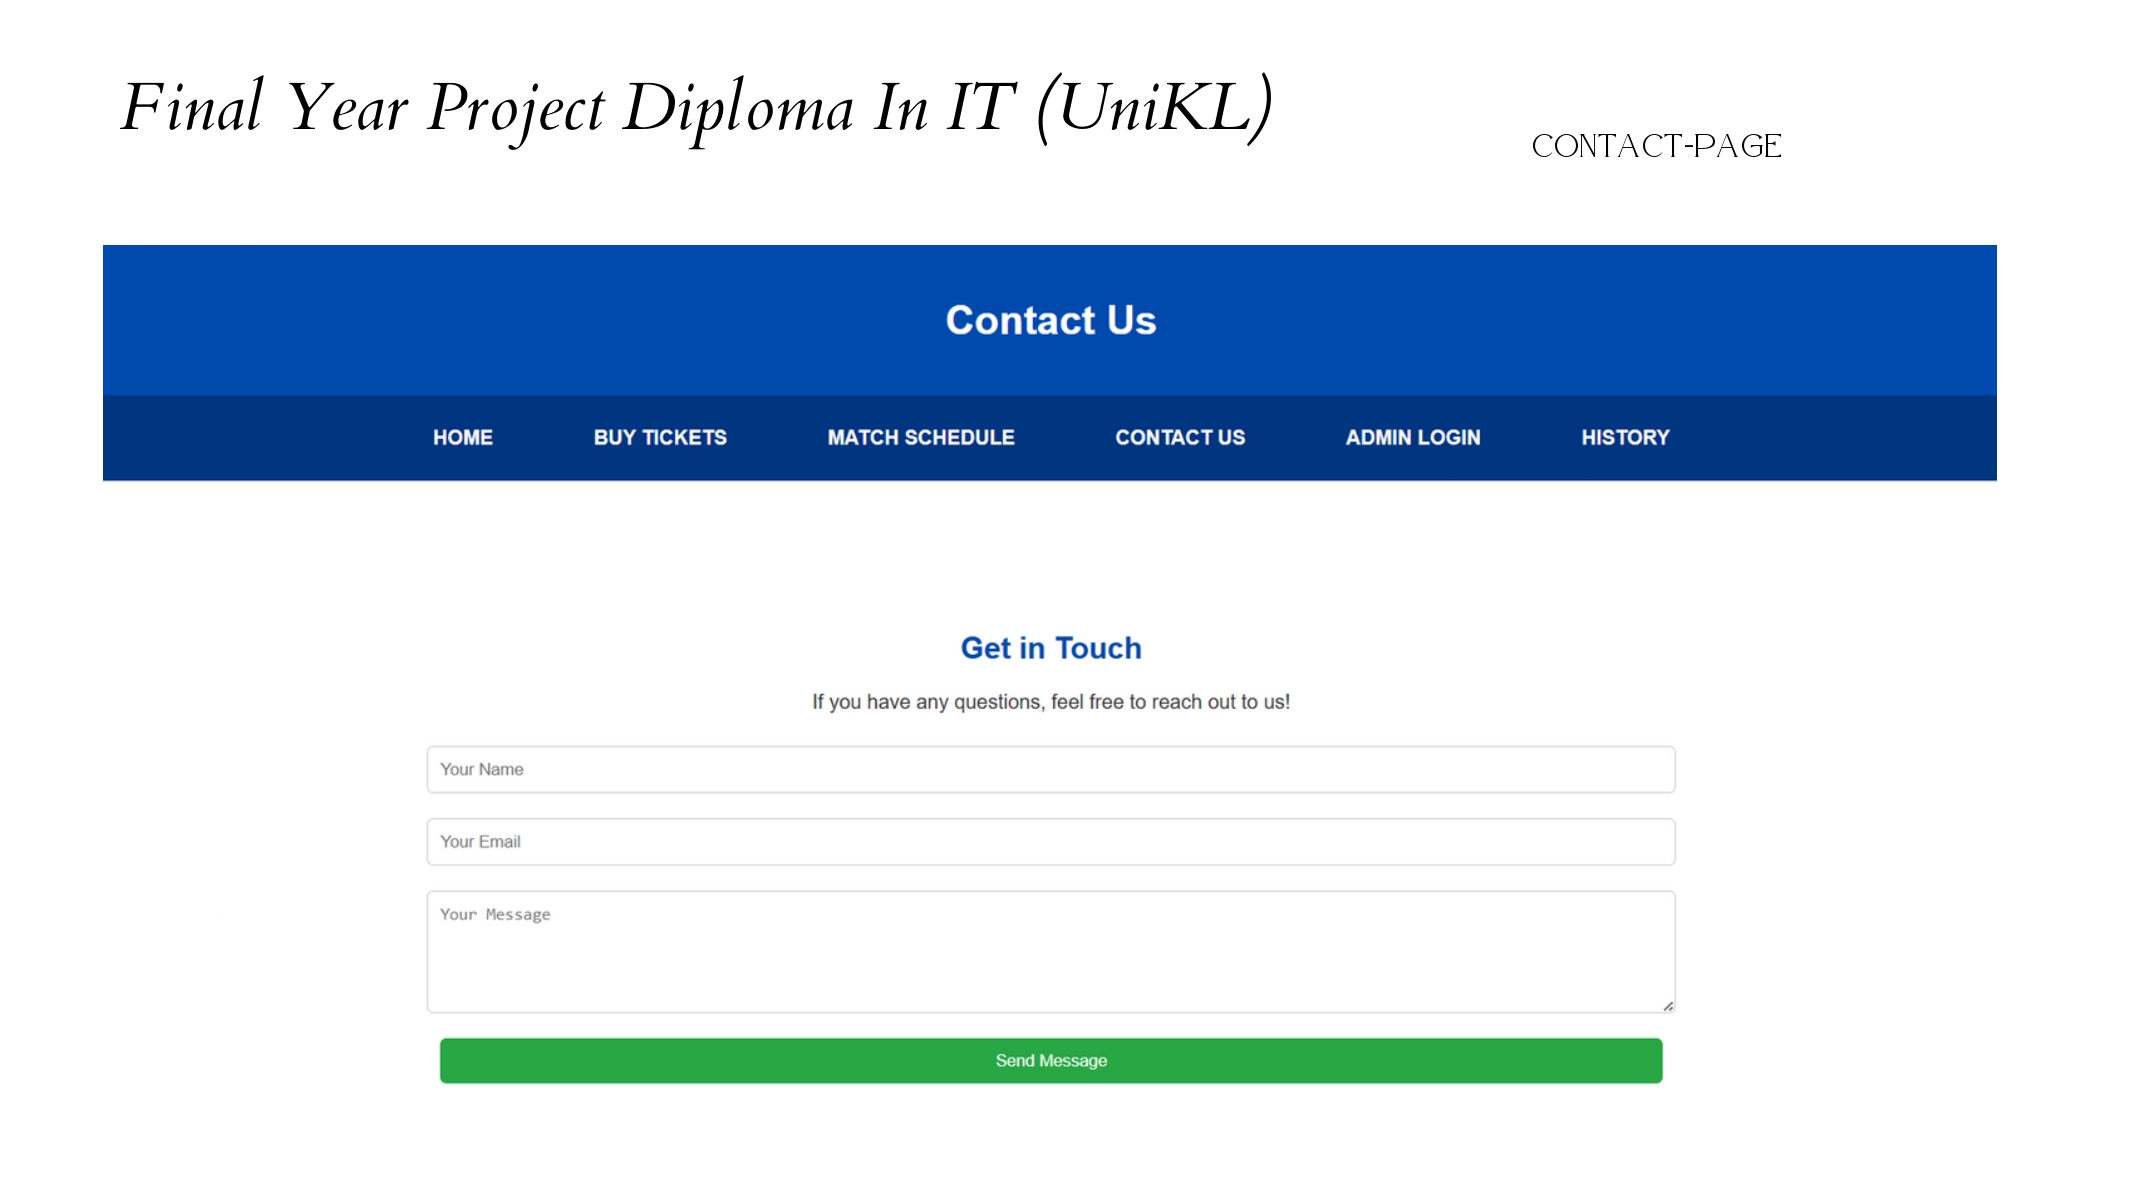 Final Year Project Diploma In IT (UniKL)
CONTACT-PAGE
Contact Us
HOME BUY TICKETS MATCH SCHEDULE CONTACT US ADMIN LOGIN HISTORY
Get in Touch
If you have any questions, feel free to reach out to us!
Your Name
Your Email
Your Message
Send Message